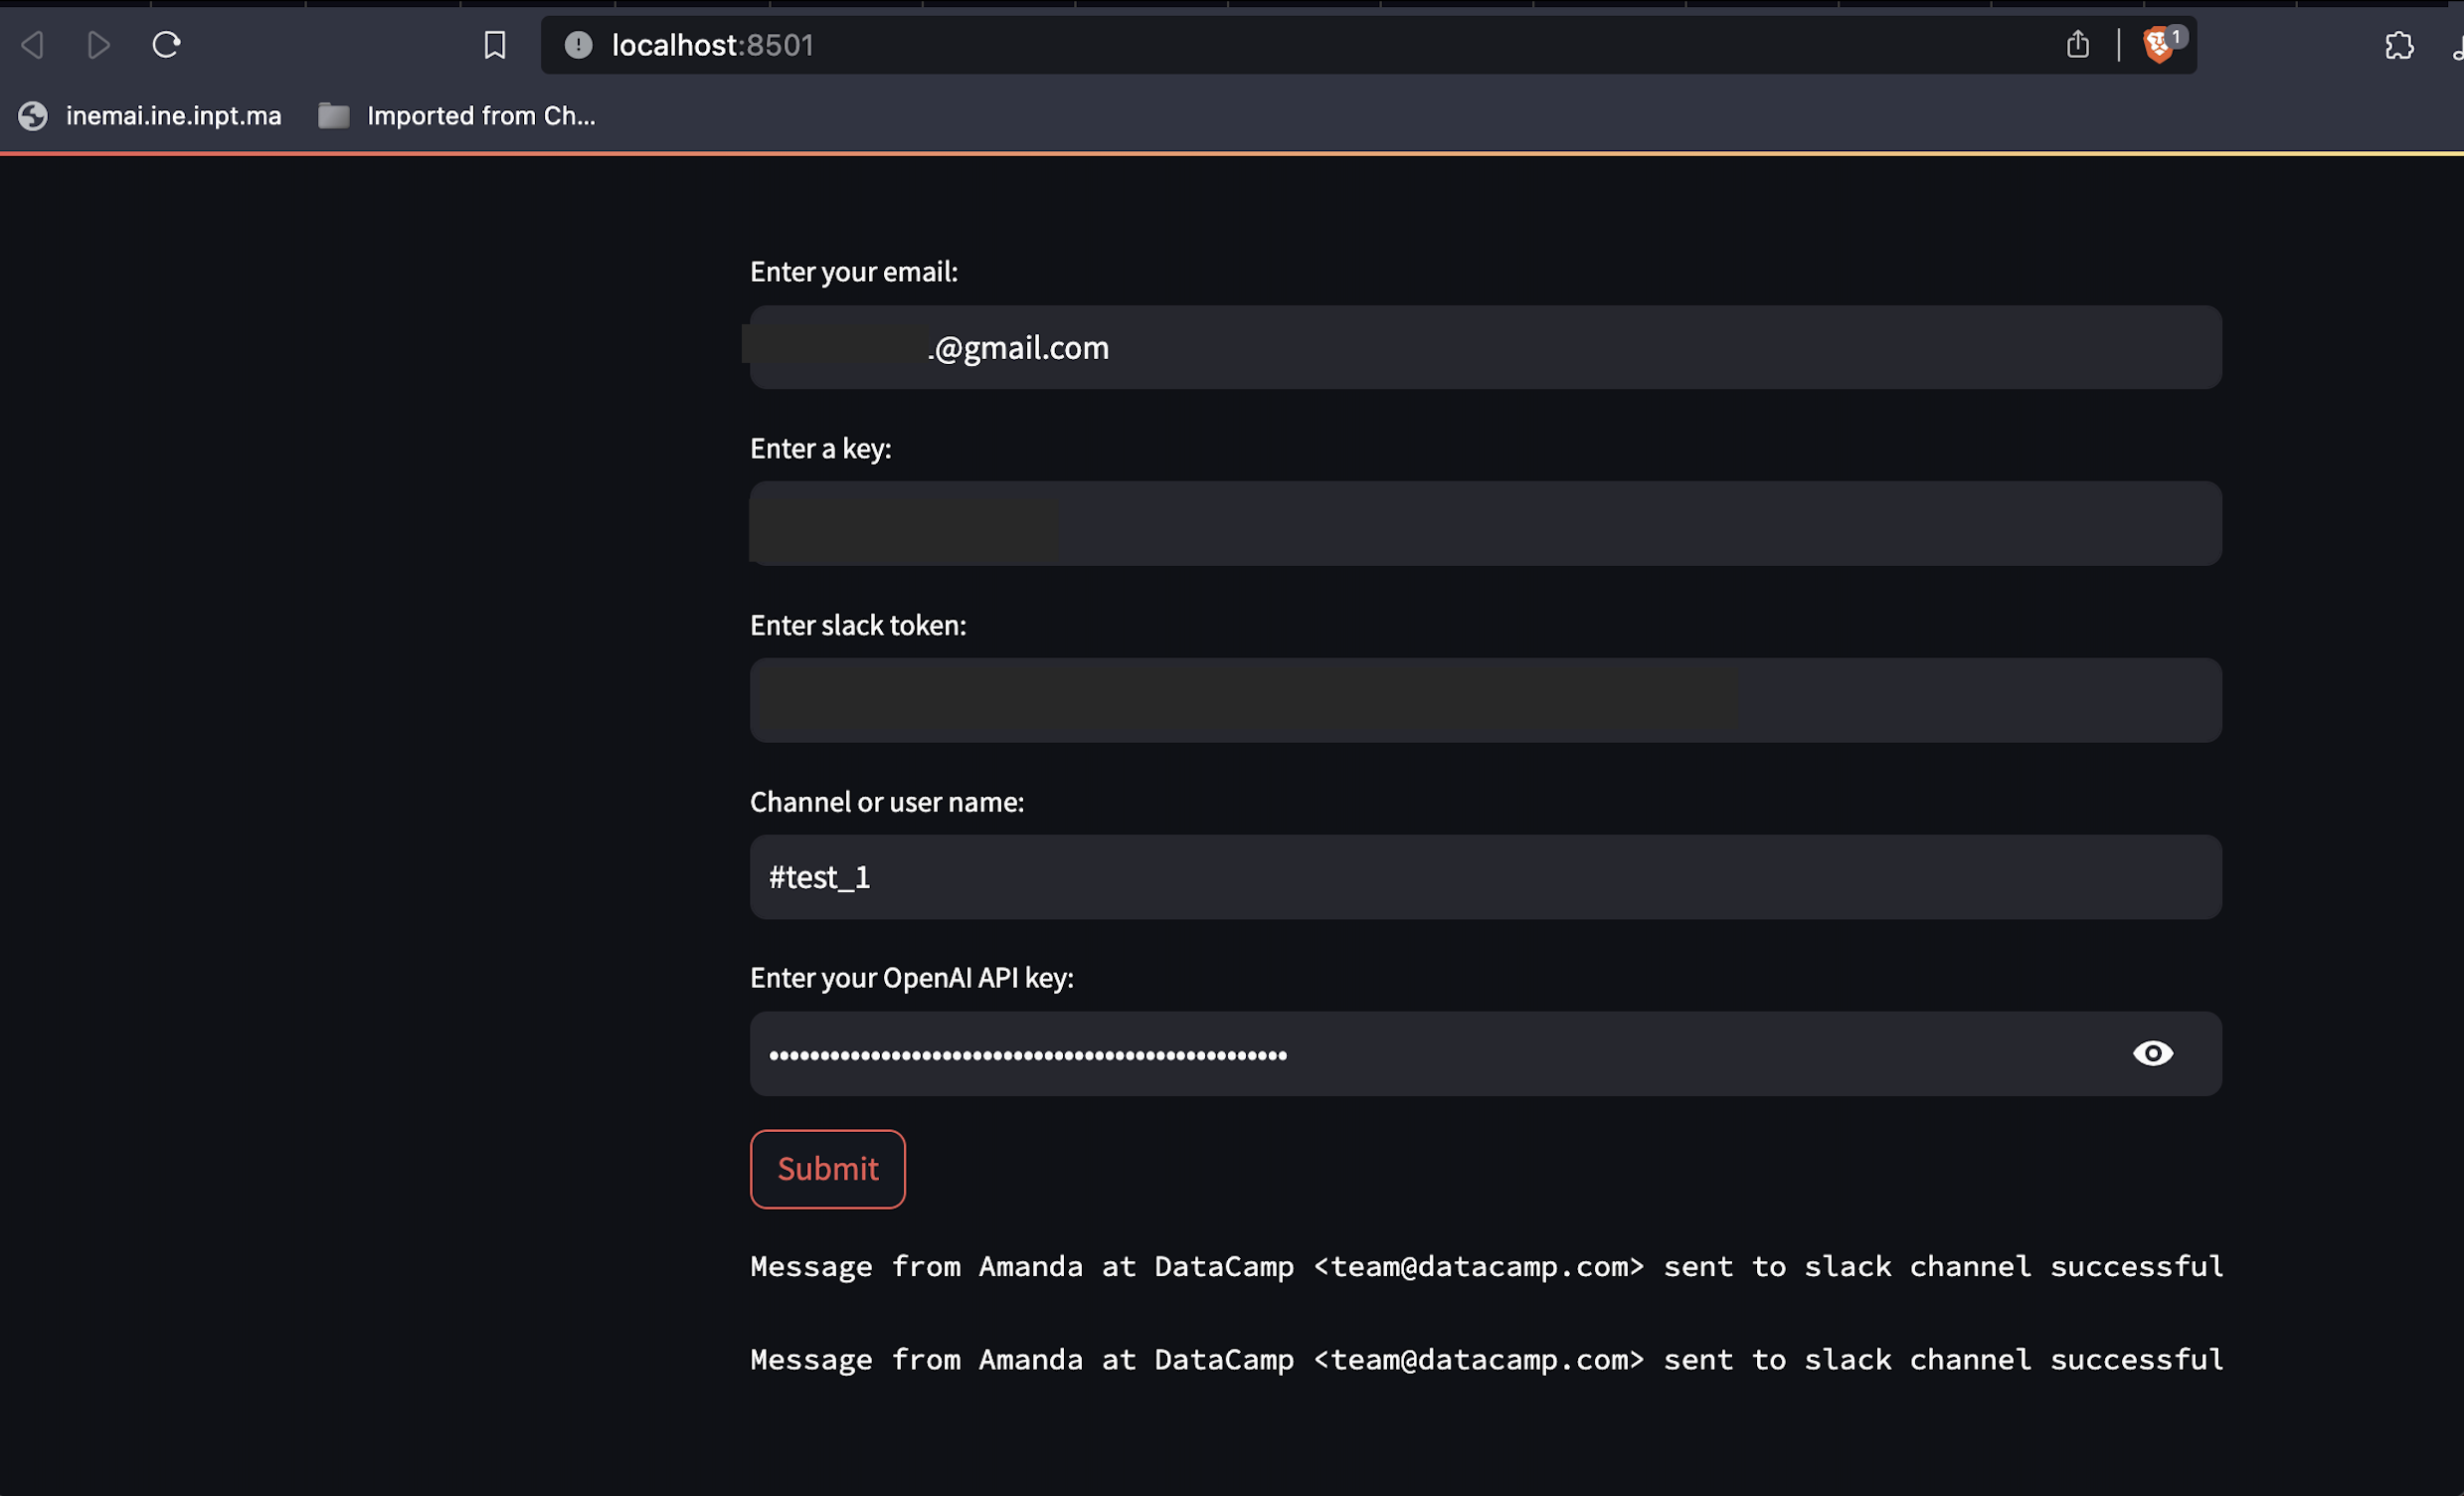 localhost:8501
1
inemai.ine.inpt.ma
Imported from Ch...
Enter your email:
.@gmail.com
Enter a key:
Enter slack token:
Channel or user name:
#test_1
Enter your OpenAI API key:
••••••••••••••••••••••••••••••••••••••••••••••••••••
Submit
Message from Amanda at DataCamp <team@datacamp.com> sent to slack channel successful
Message from Amanda at DataCamp <team@datacamp.com> sent to slack channel successful